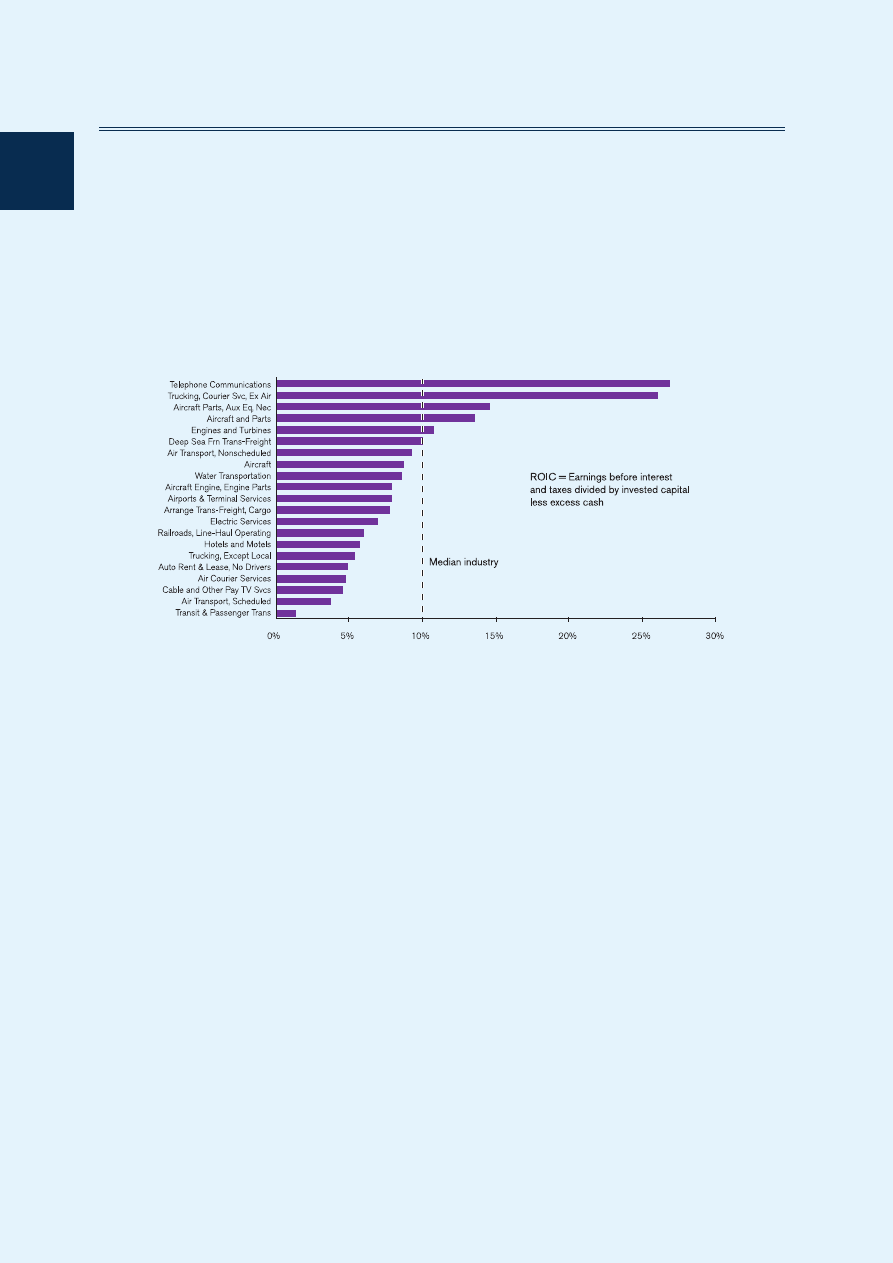 Telephone Communications
Trucking, Courier Svc, Ex Air
Aircraft Parts, Aux Eq, Nec
Aircraft and Parts
Engines and Turbines
Deep Sea Frn Trans-Freight
Air Transport, Nonscheduled
Aircraft
Water Transportation
Aircraft Engine, Engine Parts
Airports & Terminal Services
Arrange Trans-Freight, Cargo
Electric Services
Railroads, Line-Haul Operating
Hotels and Motels
Trucking, Except Local
Auto Rent & Lease, No Drivers
Air Courier Services
Cable and Other Pay TV Svcs
Air Transport, Scheduled
Transit & Passenger Trans
ROIC = Earnings before interest
and taxes divided by invested capital
less excess cash
Median industry
0% 5% 10% 15% 20% 25% 30%